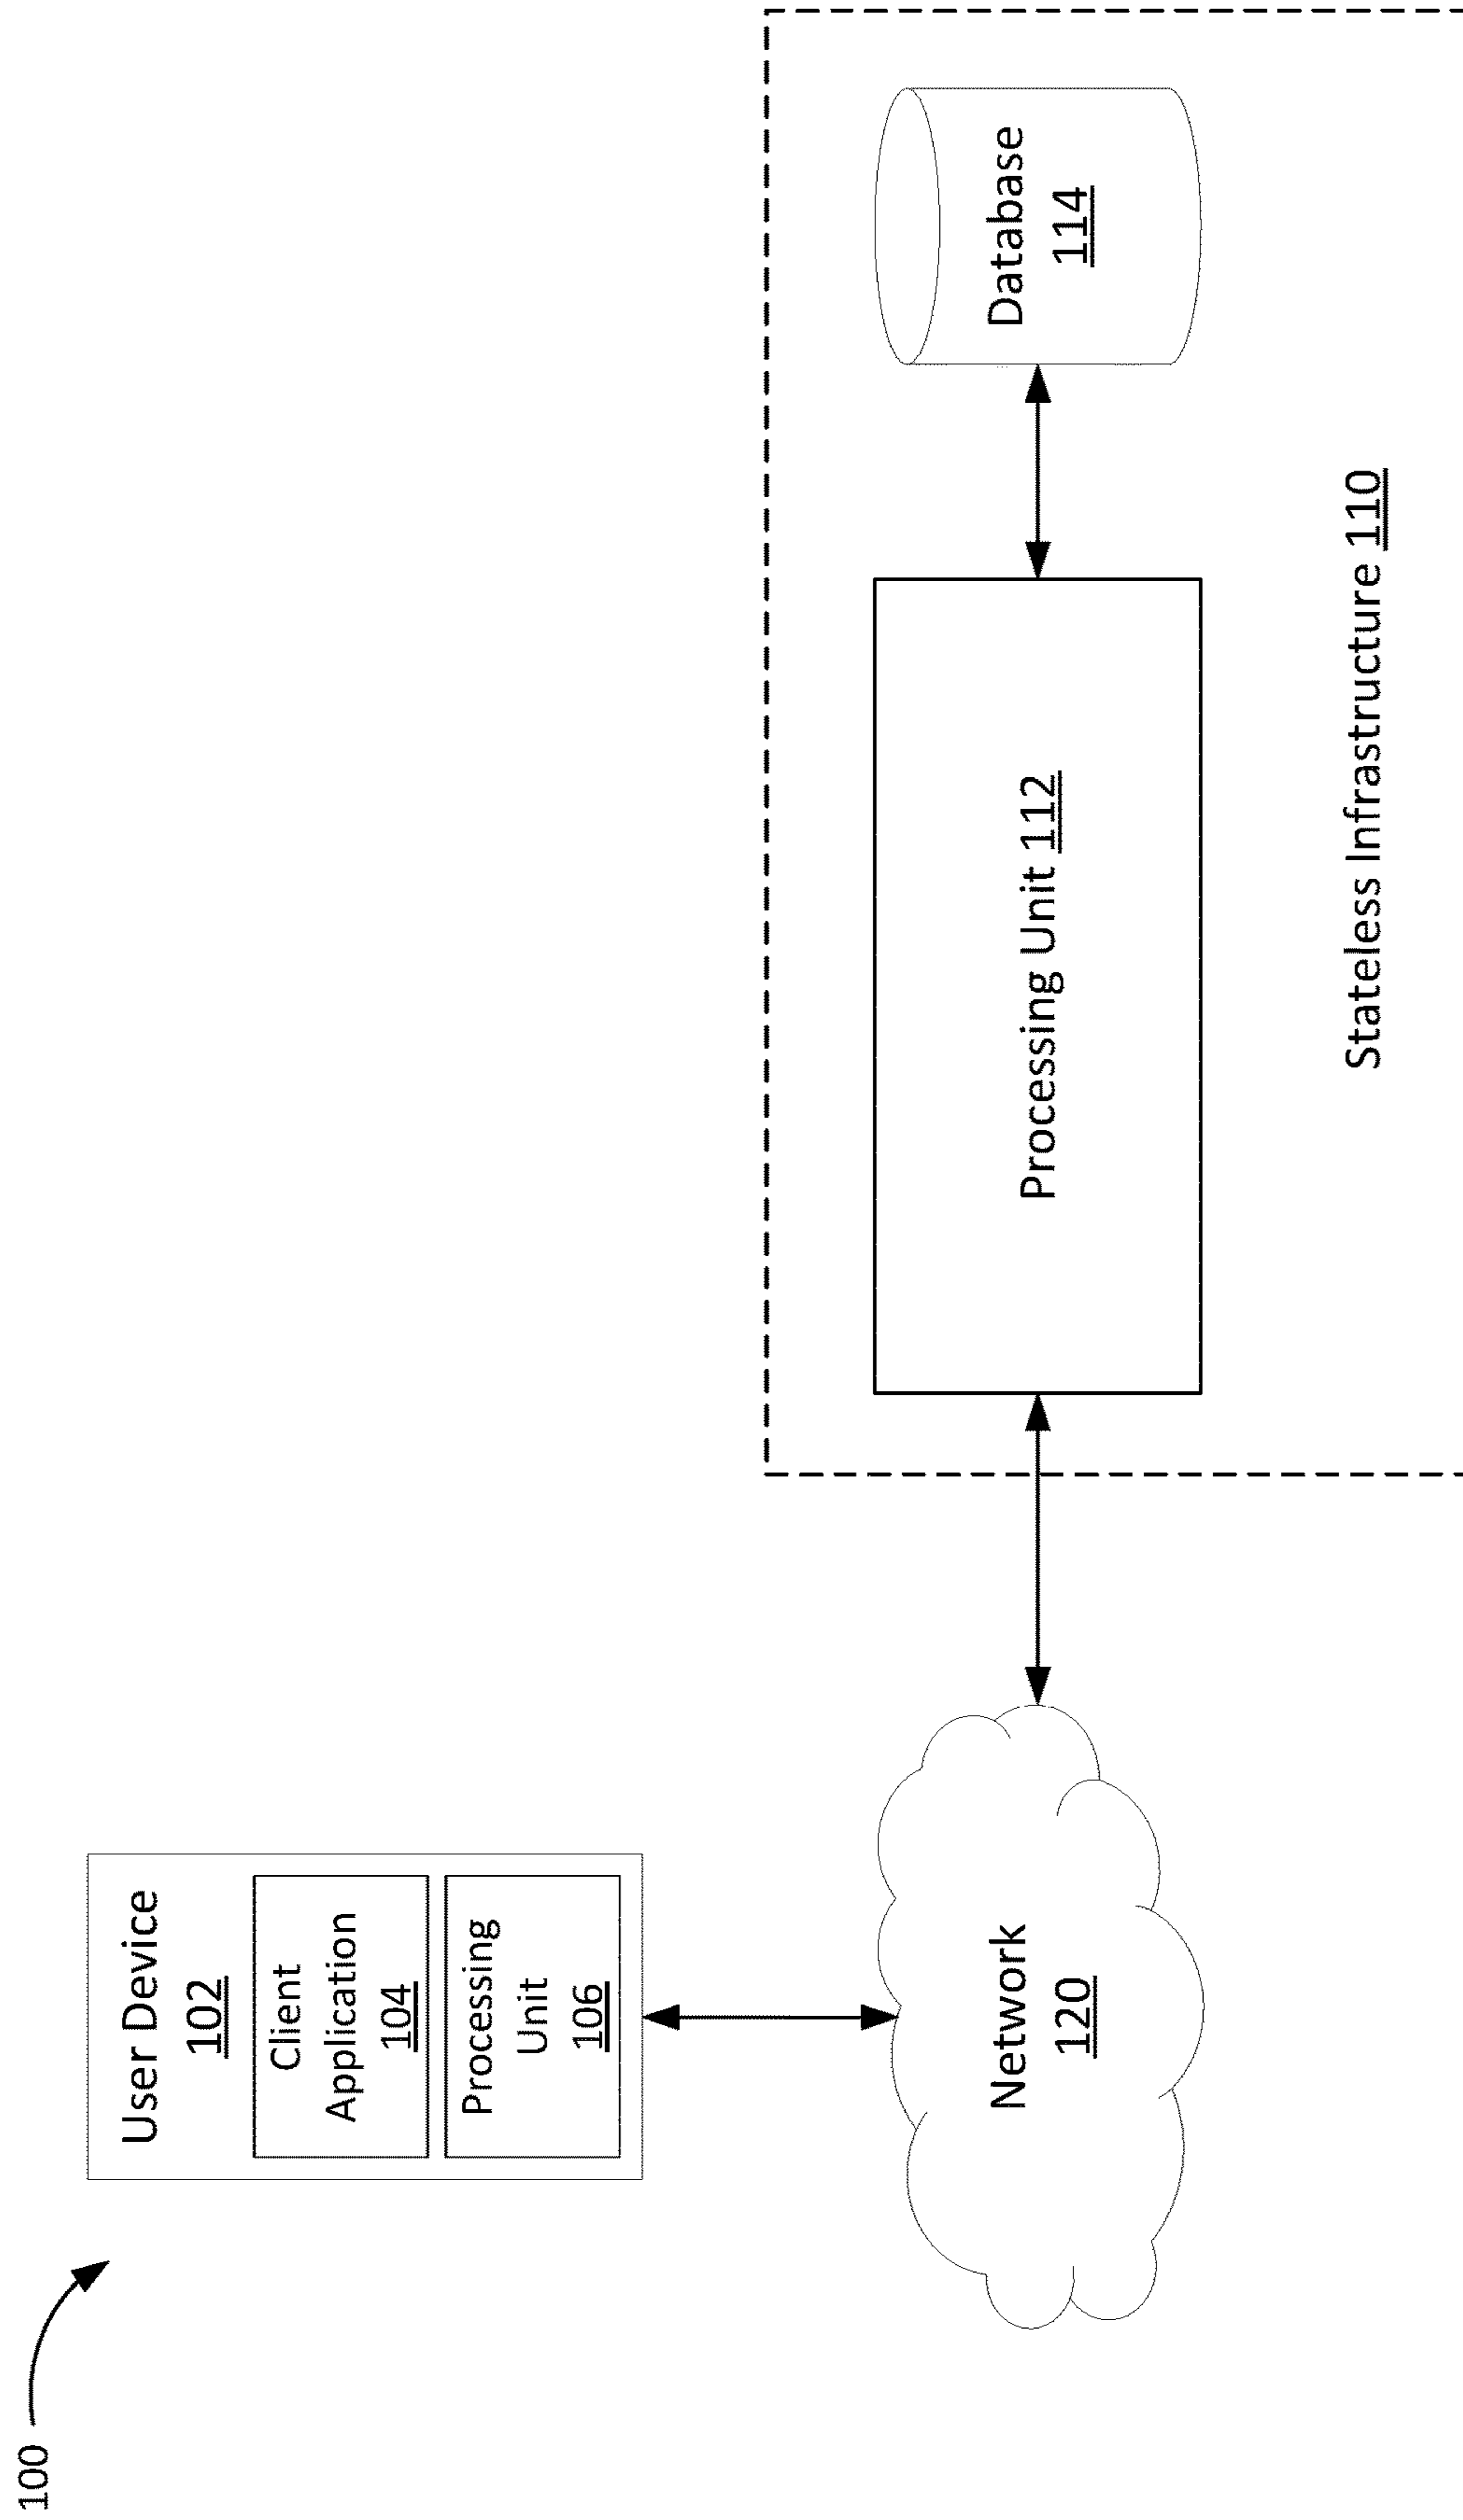 100
User Device
102
Client
Application
104
Processing
Unit
106
Network
120
Processing Unit 112
Database
114
Stateless Infrastructure 110